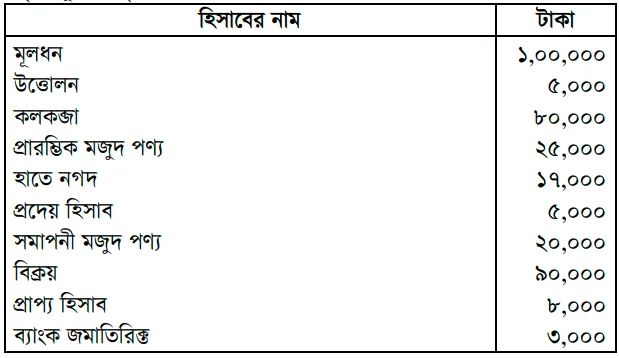 হিসাবের নাম টাকা
মূলধন ১,০০,০০০
উত্তোলন ৫,০০০
কলকব্জা ৮০,০০০
প্রারম্ভিক মজুদ পণ্য ২৫,০০০
হাতে নগদ ১৭,০০০
প্রদেয় হিসাব ৫,০০০
সমাপনী মজুদ পণ্য ২০,০০০
বিক্রয় ৯০,০০০
প্রাপ্য হিসাব ৮,০০০
ব্যাংক জমাতিরিক্ত ৩,০০০